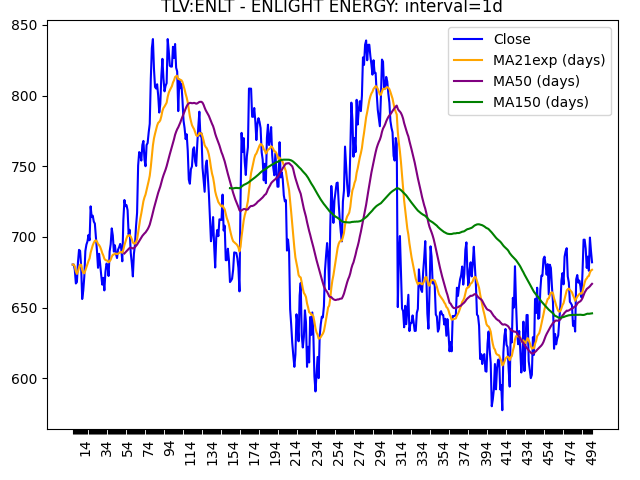 TLV:ENLT - ENLIGHT ENERGY: interval=1d
850
800
750
700
650
600
Close
MA21exp (days)
MA50 (days)
MA150 (days)
14 34 54 74 94 114 134 154 174 194 214 234 254 274 294 314 334 354 374 394 414 434 454 474 494